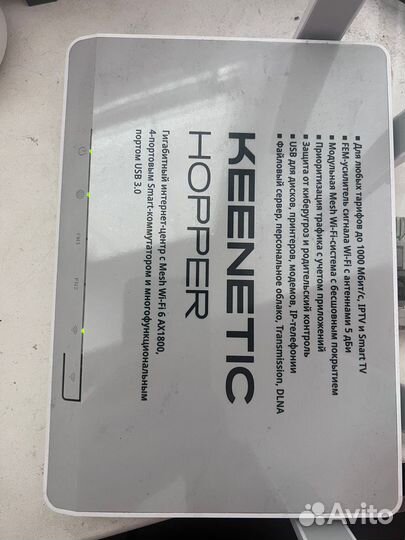 KEENETIC
HOPPER
Гигабитный интернет-центр с Mesh Wi-Fi 6 AX1800,
4-портовым Smart-коммутатором и многофункциональным
портом USB 3.0
▪ Для любых тарифов до 1000 Мбит/с, IPTV и Smart TV
▪ FEM-усилитель сигнала Wi-Fi с антеннами 5 дБи
▪ Модульная Mesh Wi-Fi-система с бесшовным покрытием
▪ Приоритизация трафика с учетом приложений
▪ Защита от киберугроз и родительский контроль
▪ USB для дисков, принтеров, модемов, IP-телефонии
▪ Файловый сервер, персональное облако, Transmission, DLNA
FN1
FN2
Avito